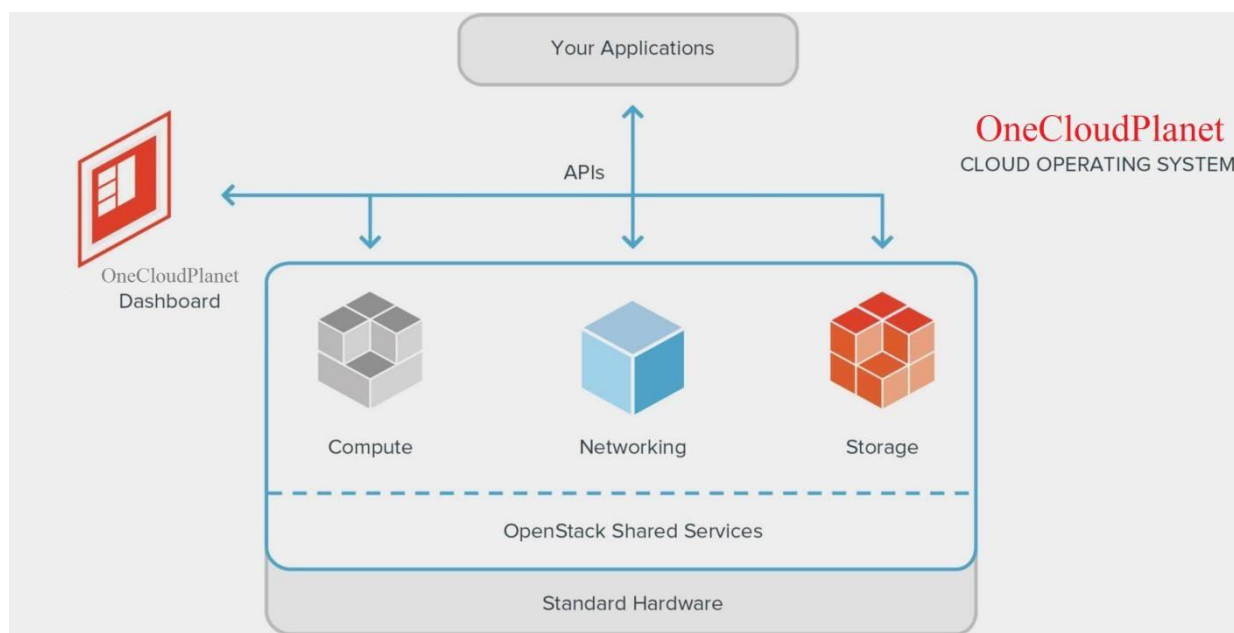 Your Applications
OneCloudPlanet
CLOUD OPERATING SYSTEM
APIs
OneCloudPlanet
Dashboard
Compute
Networking
Storage
OpenStack Shared Services
Standard Hardware